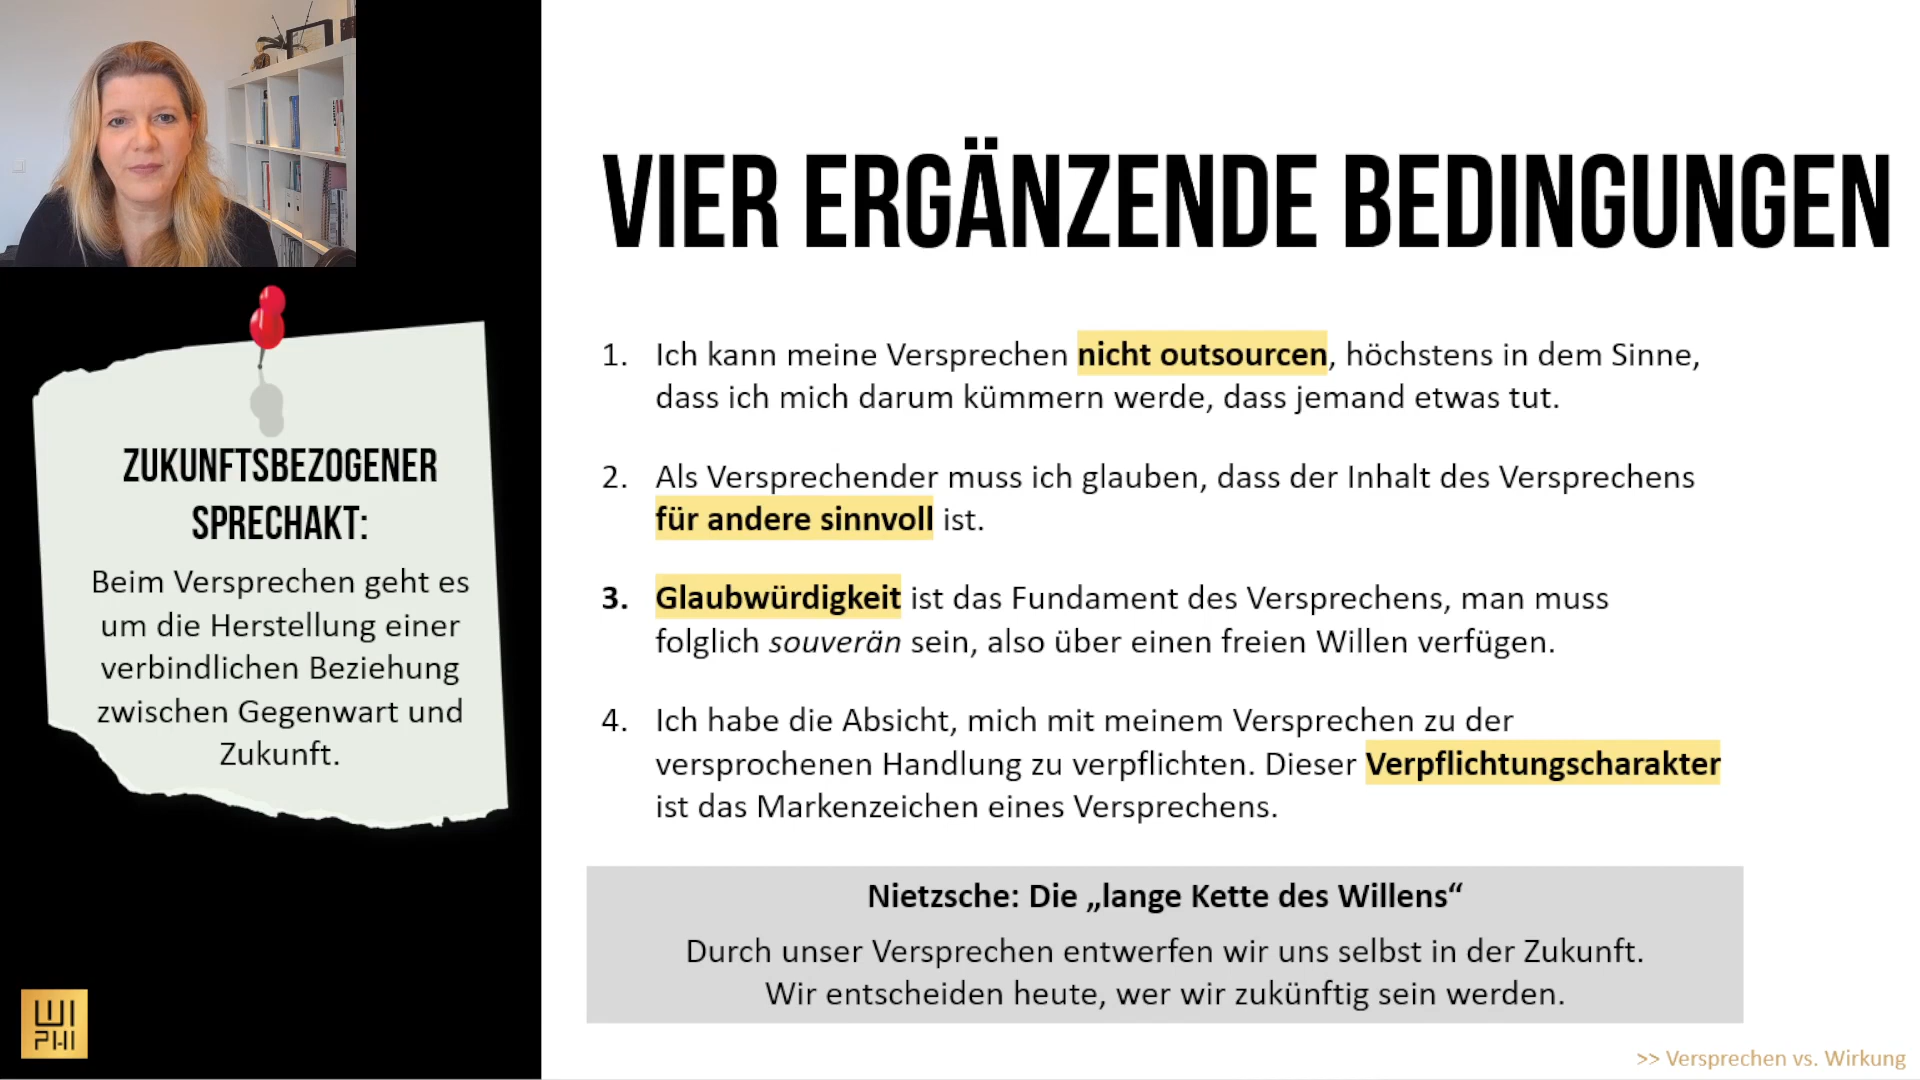 VIER ERGÄNZENDE BEDINGUNGEN
ZUKUNFTSBEZOGENER
SPRECHAKT:
Beim Versprechen geht es
um die Herstellung einer
verbindlichen Beziehung
zwischen Gegenwart und
Zukunft.
1. Ich kann meine Versprechen nicht outsourcen, höchstens in dem Sinne,
dass ich mich darum kümmern werde, dass jemand etwas tut.
2. Als Versprechender muss ich glauben, dass der Inhalt des Versprechens
für andere sinnvoll ist.
3. Glaubwürdigkeit ist das Fundament des Versprechens, man muss
folglich souverän sein, also über einen freien Willen verfügen.
4. Ich habe die Absicht, mich mit meinem Versprechen zu der
versprochenen Handlung zu verpflichten. Dieser Verpflichtungscharakter
ist das Markenzeichen eines Versprechens.
Nietzsche: Die „lange Kette des Willens“
Durch unser Versprechen entwerfen wir uns selbst in der Zukunft.
Wir entscheiden heute, wer wir zukünftig sein werden.
WI
PHI
>> Versprechen vs. Wirkung